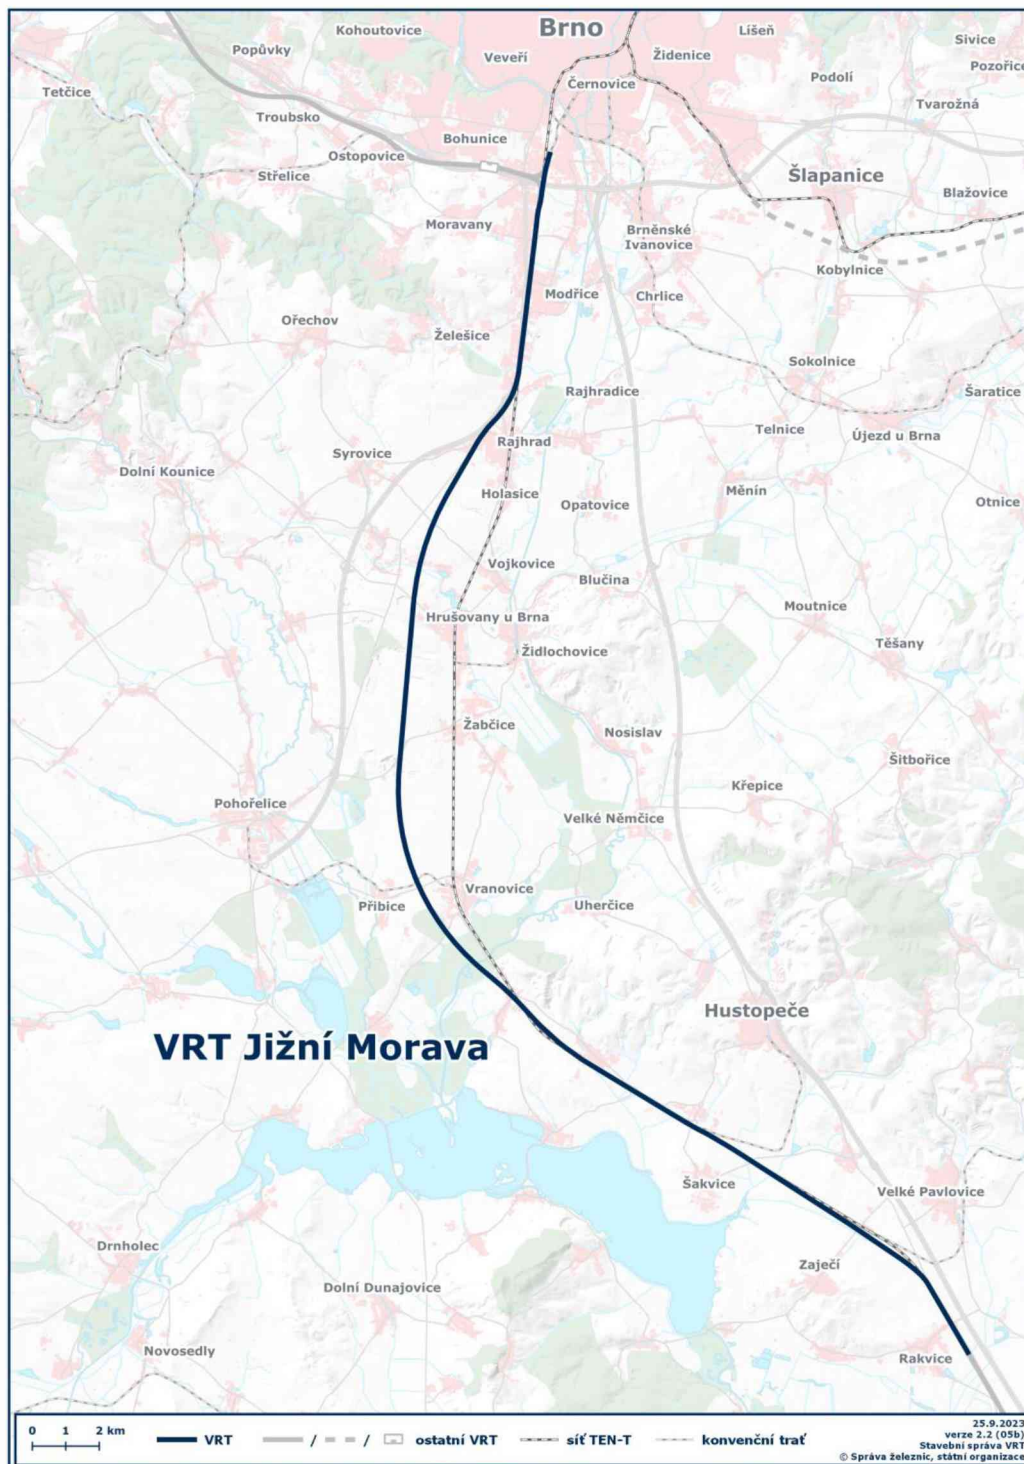 Brno
Kohoutovice
Líšeň
Popůvky
Veveří
Židenice
Sivice
Pozořice
Tetčice
Černovice
Podolí
Tvarožná
Troubsko
Bohunice
Ostopovice
Střelice
Šlapanice
Blažovice
Moravany
Brněnské
Ivanovice
Kobylnice
Modřice
Chrlice
Ořechov
Želešice
Sokolnice
Rajhradice
Šaratice
Telnice
Újezd u Brna
Rajhrad
Syrovice
Dolní Kounice
Holasice
Měnín
Opatovice
Otnice
Vojkovice
Blučina
Moutnice
Hrušovany u Brna
Těšany
Židlochovice
Žabčice
Nosislav
Šitbořice
Křepice
Pohořelice
Velké Němčice
Vranovice
Přibice
Uherčice
Hustopeče
VRT Jižní Morava
Šakvice
Velké Pavlovice
Drnholec
Zaječí
Dolní Dunajovice
Novosedly
Rakvice
0 1 2 km
VRT
/ / ostatní VRT
síť TEN-T
konvenční trať
25.9.2023
verze 2.2 (05b)
Stavební správa VRT
© Správa železnic, státní organizace